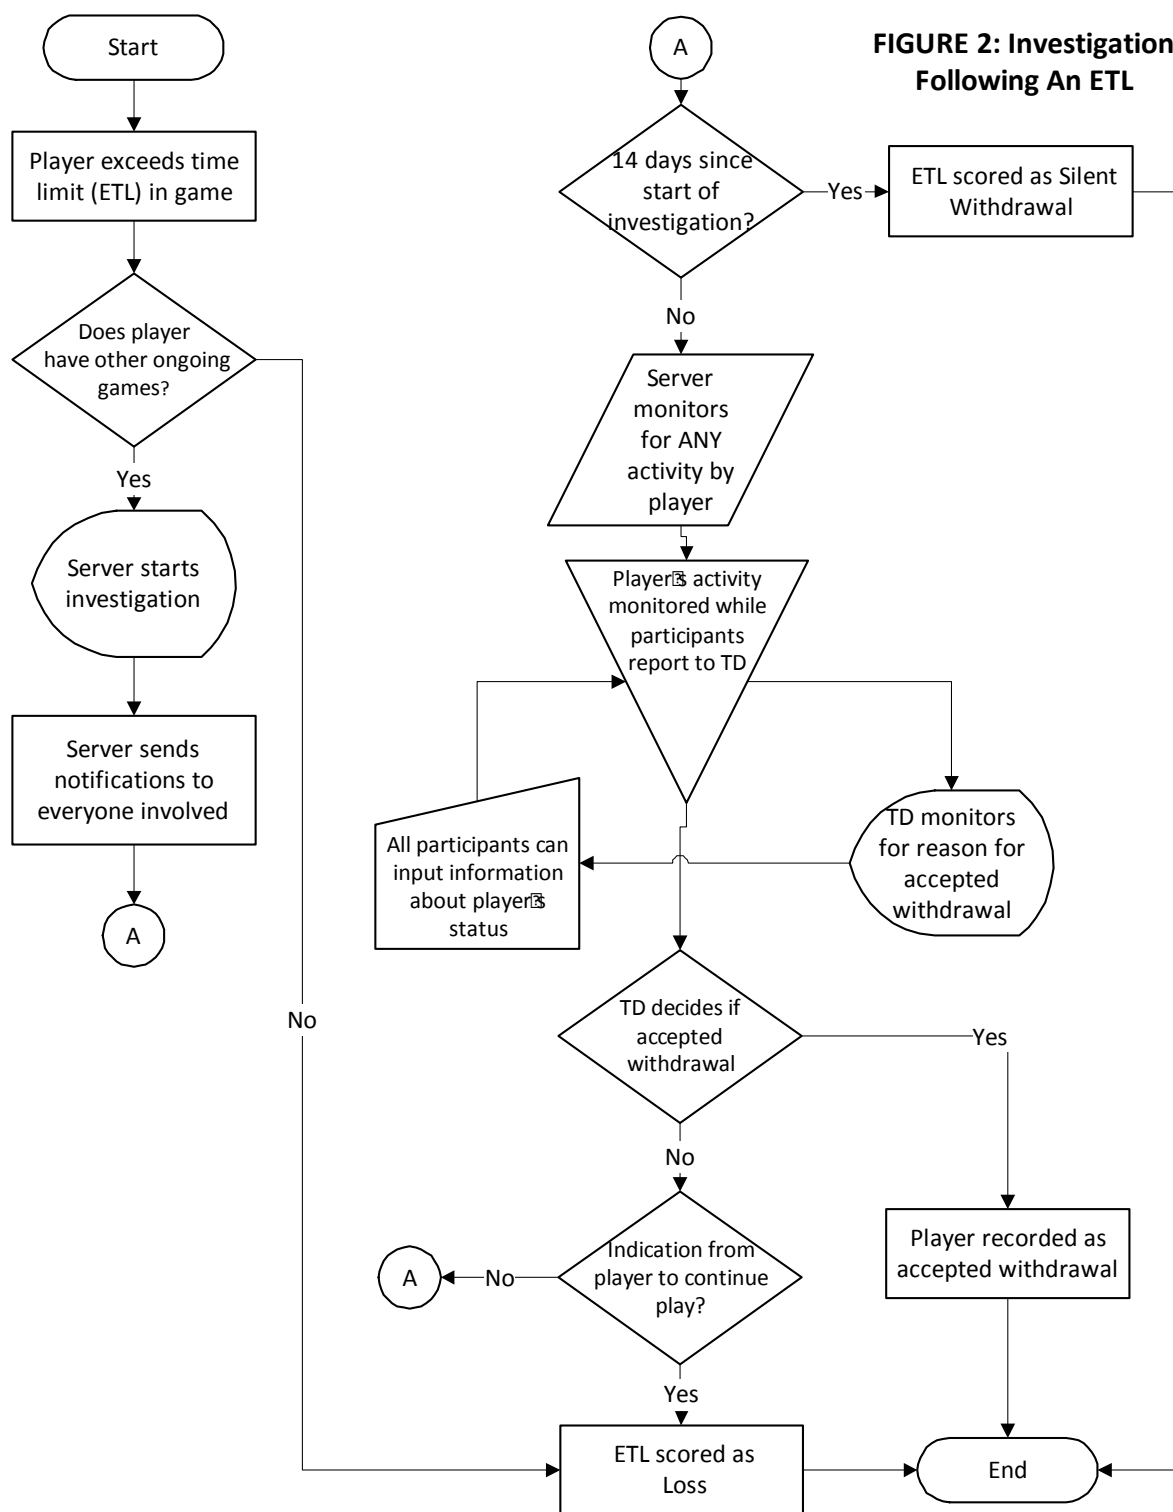 Start
Player exceeds time
limit (ETL) in game
Does player
have other ongoing
games?
Yes
Server starts
investigation
Server sends
notifications to
everyone involved
A
No
FIGURE 2: Investigation
Following An ETL
A
14 days since
start of
investigation?
Yes
ETL scored as Silent
Withdrawal
No
Server
monitors
for ANY
activity by
player
Player�s activity
monitored while
participants
report to TD
All participants can
input information
about player�s
status
TD monitors
for reason for
accepted
withdrawal
TD decides if
accepted
withdrawal
Yes
No
Indication from
player to continue
play?
No
A
Player recorded as
accepted withdrawal
Yes
ETL scored as
Loss
End